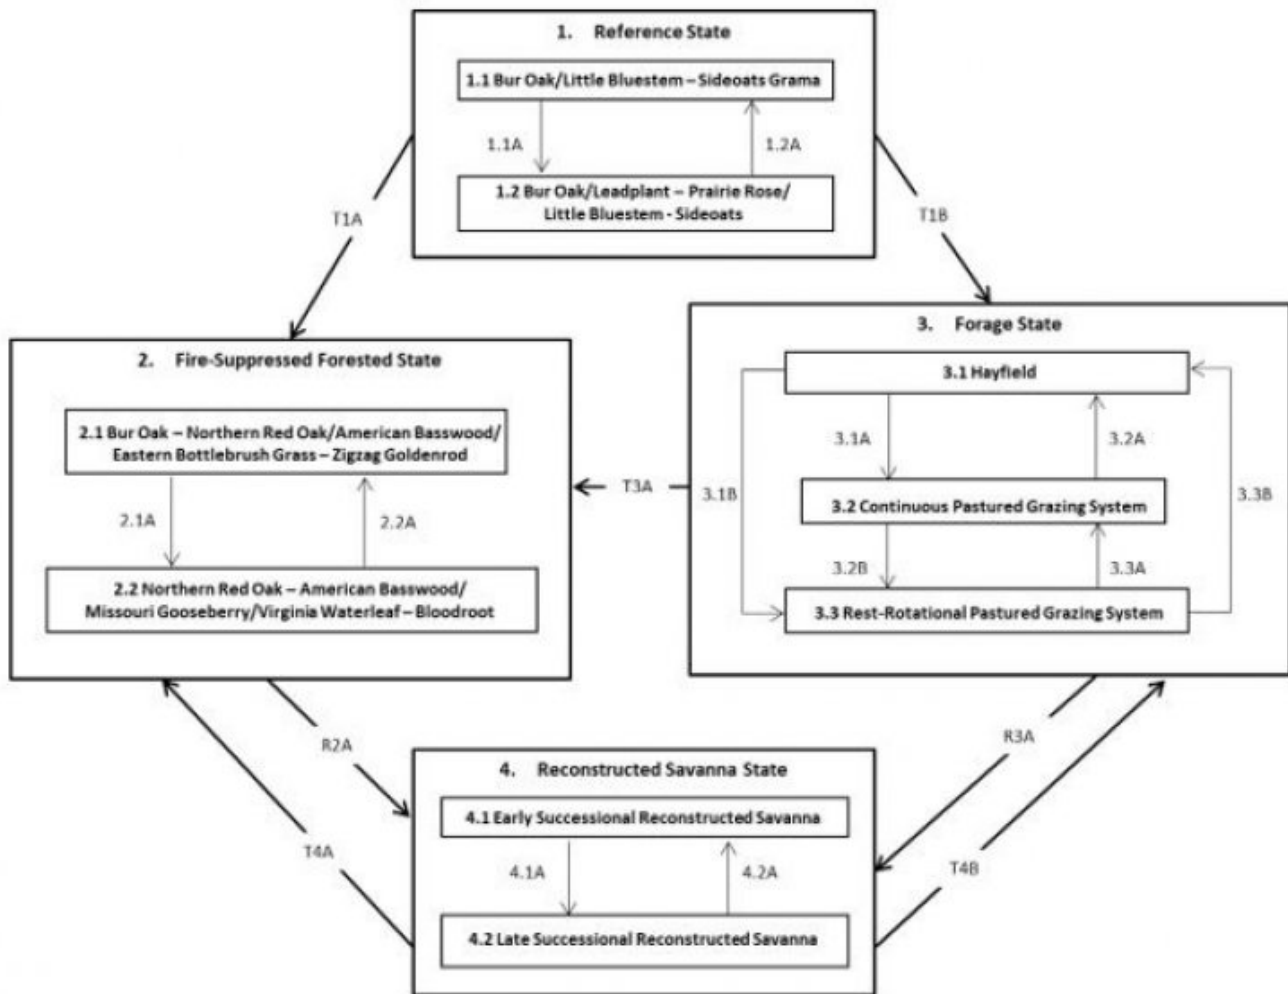 1. Reference State
1.1 Bur Oak/Little Bluestem – Sideoats Grama
1.1A
1.2A
1.2 Bur Oak/Leadplant – Prairie Rose/
Little Bluestem - Sideoats
T1A
T1B
2. Fire-Suppressed Forested State
2.1 Bur Oak – Northern Red Oak/American Basswood/
Eastern Bottlebrush Grass – Zigzag Goldenrod
2.1A
2.2A
2.2 Northern Red Oak – American Basswood/
Missouri Gooseberry/Virginia Waterleaf – Bloodroot
T3A
3. Forage State
3.1 Hayfield
3.1A
3.2A
3.1B
3.3B
3.2 Continuous Pastured Grazing System
3.2B
3.3A
3.3 Rest-Rotational Pastured Grazing System
R2A
R3A
T4A
T4B
4. Reconstructed Savanna State
4.1 Early Successional Reconstructed Savanna
4.1A
4.2A
4.2 Late Successional Reconstructed Savanna